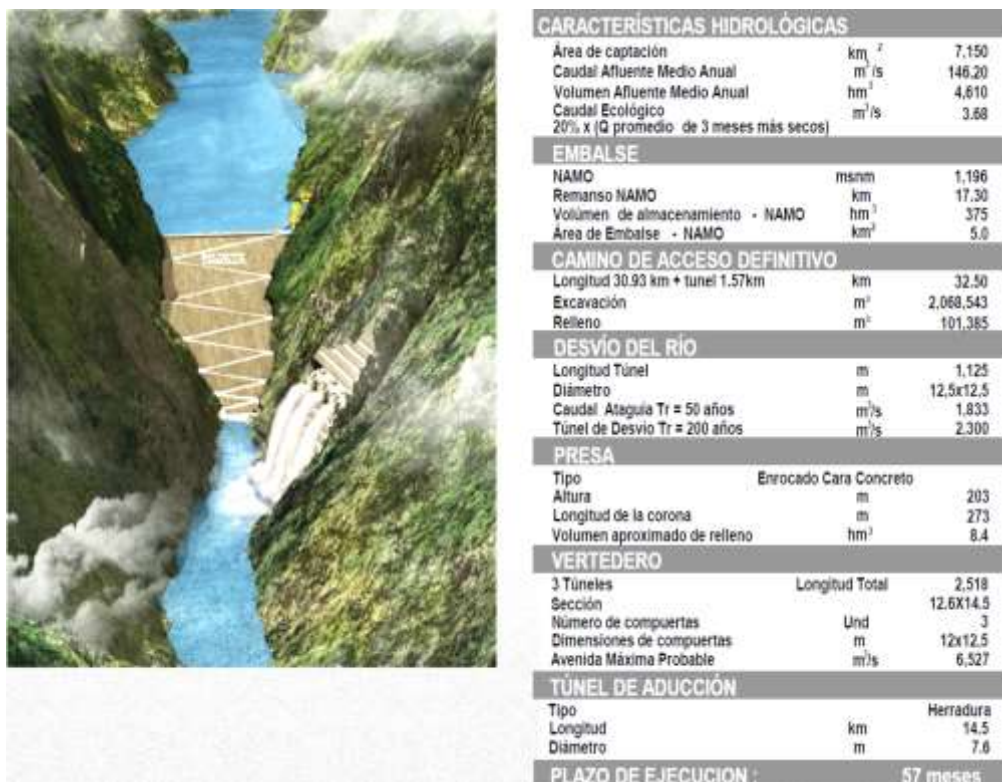 CARACTERÍSTICAS HIDROLÓGICAS
Área de captación km² 7,150
Caudal Afluente Medio Anual m³/s 146,20
Volumen Afluente Medio Anual hm³ 4,610
Caudal Ecológico m³/s 3.68
20% x (Q promedio de 3 meses más secos)
EMBALSE
NAMO msnm 1,196
Remanso NAMO km 17.30
Volúmen de almacenamiento - NAMO hm³ 375
Área de Embalse - NAMO km² 5.0
CAMINO DE ACCESO DEFINITIVO
Longitud 30.93 km + tunel 1.57km km 32.50
Excavación m³ 2,068,543
Relleno m³ 101,385
DESVÍO DEL RÍO
Longitud Túnel m 1,125
Diámetro m 12,5x12,5
Caudal Ataguía Tr = 50 años m³/s 1,833
Túnel de Desvío Tr = 200 años m³/s 2.300
PRESA
Tipo Enrocado Cara Concreto
Altura m 203
Longitud de la corona m 273
Volumen aproximado de relleno hm³ 8.4
VERTEDERO
3 Túneles Longitud Total 2,518
Sección 12.6X14.5
Número de compuertas Und 3
Dimensiones de compuertas m 12x12,5
Avenida Máxima Probable m³/s 6,527
TÚNEL DE ADUCCIÓN
Tipo Herradura
Longitud km 14.5
Diámetro m 7.6
PLAZO DE EJECUCION : 57 meses